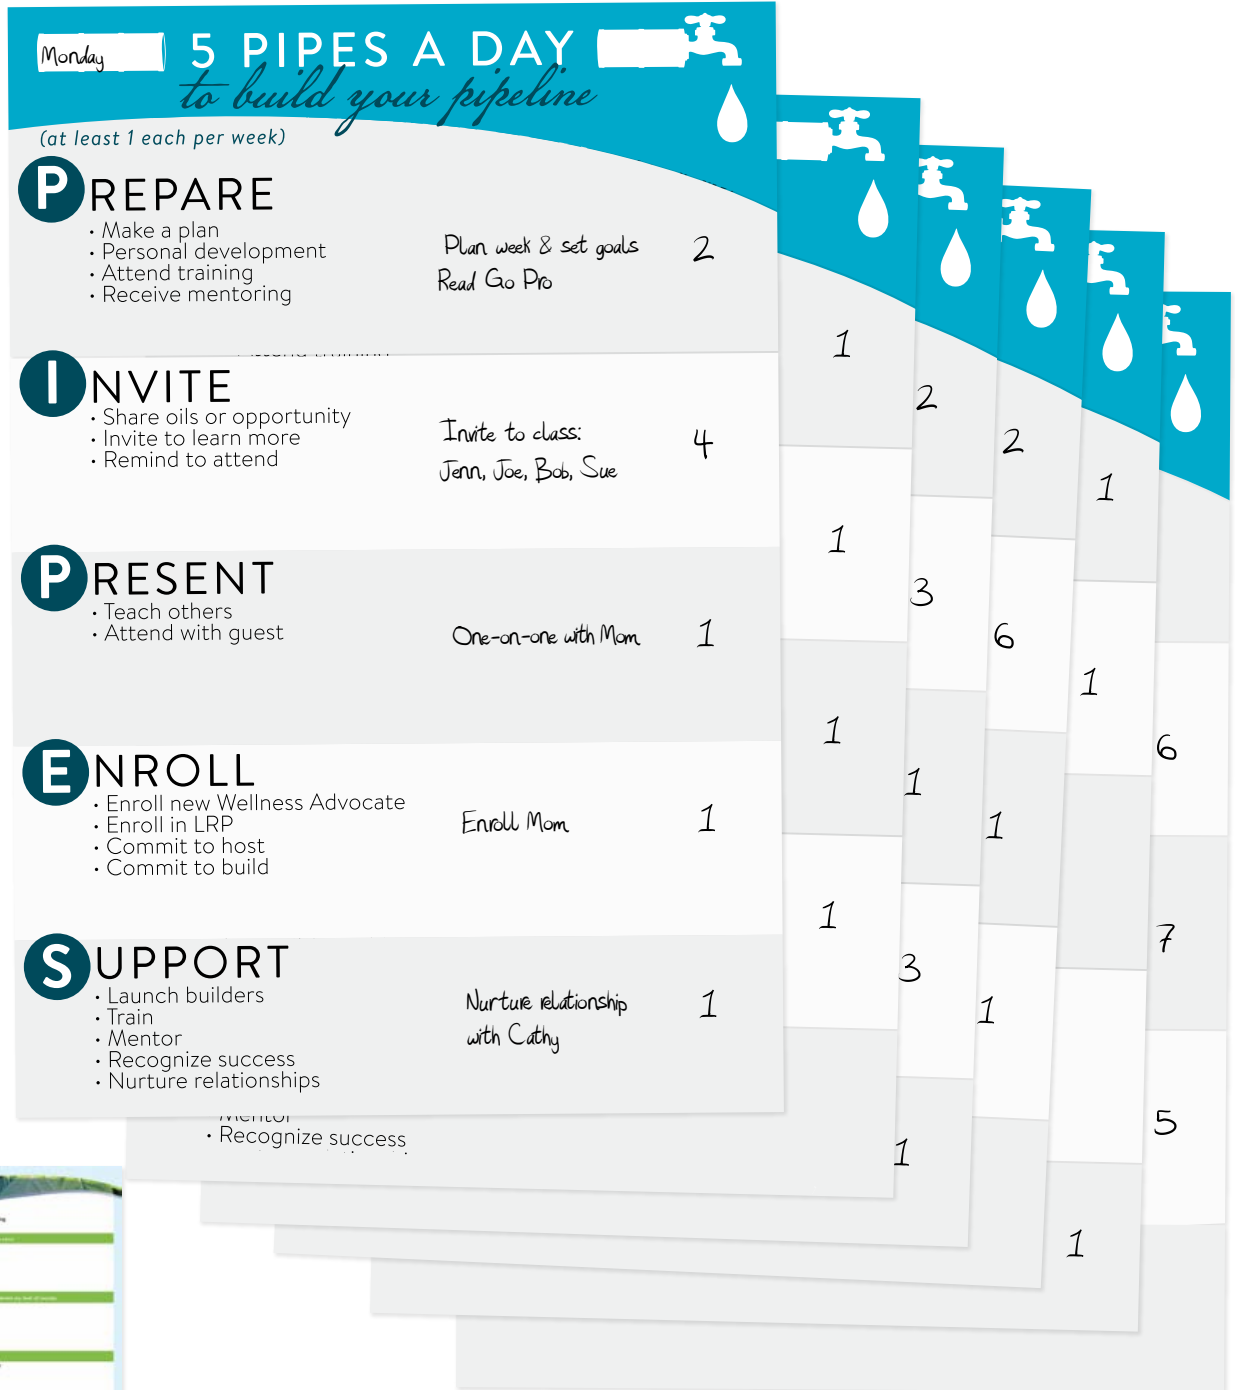 Monday
5 PIPES A DAY
to build your pipeline
(at least 1 each per week)
PREPARE
• Make a plan
• Personal development
• Attend training
• Receive mentoring
Plan week & set goals
Read Go Pro
2
INVITE
• Share oils or opportunity
• Invite to learn more
• Remind to attend
Invite to class:
Jenn, Joe, Bob, Sue
4
PRESENT
• Teach others
• Attend with guest
One-on-one with Mom
1
ENROLL
• Enroll new Wellness Advocate
• Enroll in LRP
• Commit to host
• Commit to build
Enroll Mom
1
SUPPORT
• Launch builders
• Train
• Mentor
• Recognize success
• Nurture relationships
Nurture relationship
with Cathy
1
Mentor
• Recognize success
1
1
1
1
2
3
1
3
1
2
6
1
1
1
1
1
6
7
5